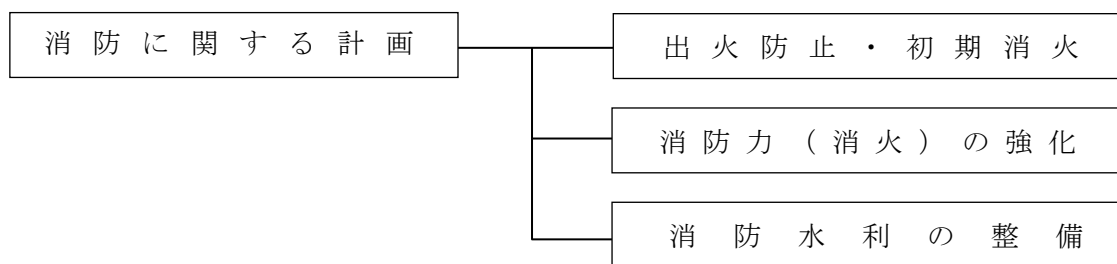 消防に関する計画
出火防止・初期消火
消防力（消火）の強化
消防水利の整備